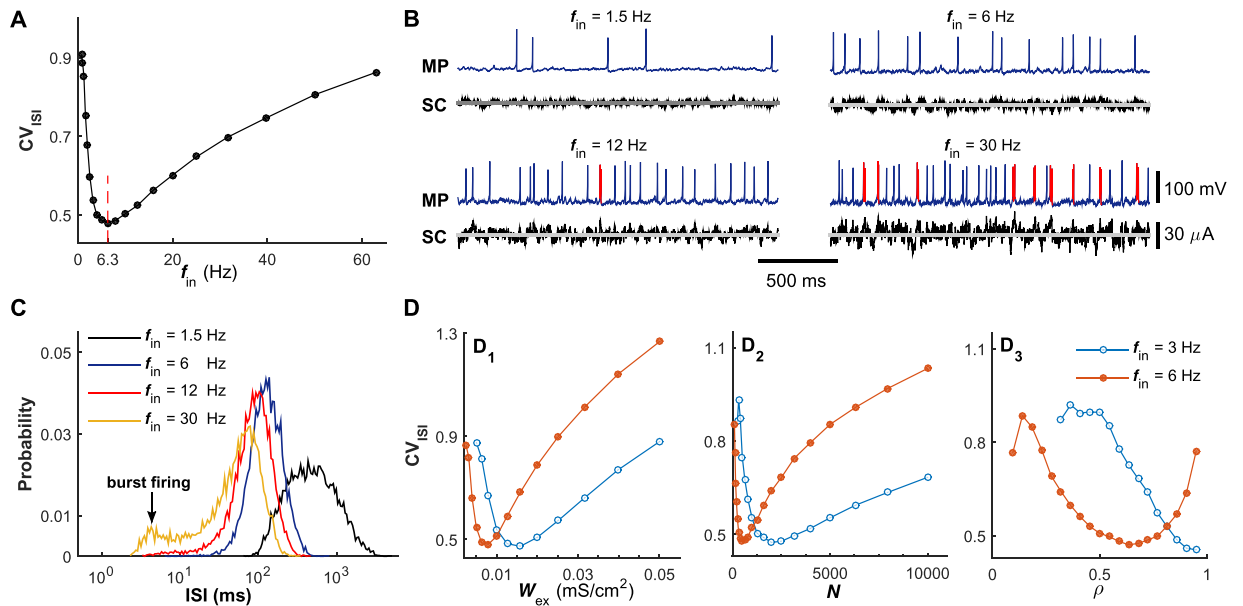 A
CV_ISI
0.9
0.7
0.5
0 6.3 20 40 60
f_in (Hz)
B
f_in = 1.5 Hz
f_in = 6 Hz
MP
SC
f_in = 12 Hz
f_in = 30 Hz
MP
SC
100 mV
30 μA
500 ms
C
f_in = 1.5 Hz
f_in = 6 Hz
f_in = 12 Hz
f_in = 30 Hz
burst firing
Probability
0.05
0.03
0.01
0
10^0 10^1 10^2 10^3
ISI (ms)
D
D_1
CV_ISI
1.3
0.9
0.5
0.01 0.03 0.05
W_ex (mS/cm^2)
D_2
1.1
0.8
0.5
0 5000 10000
N
D_3
f_in = 3 Hz
f_in = 6 Hz
1.1
0.8
0.5
0 0.5 1
ρ